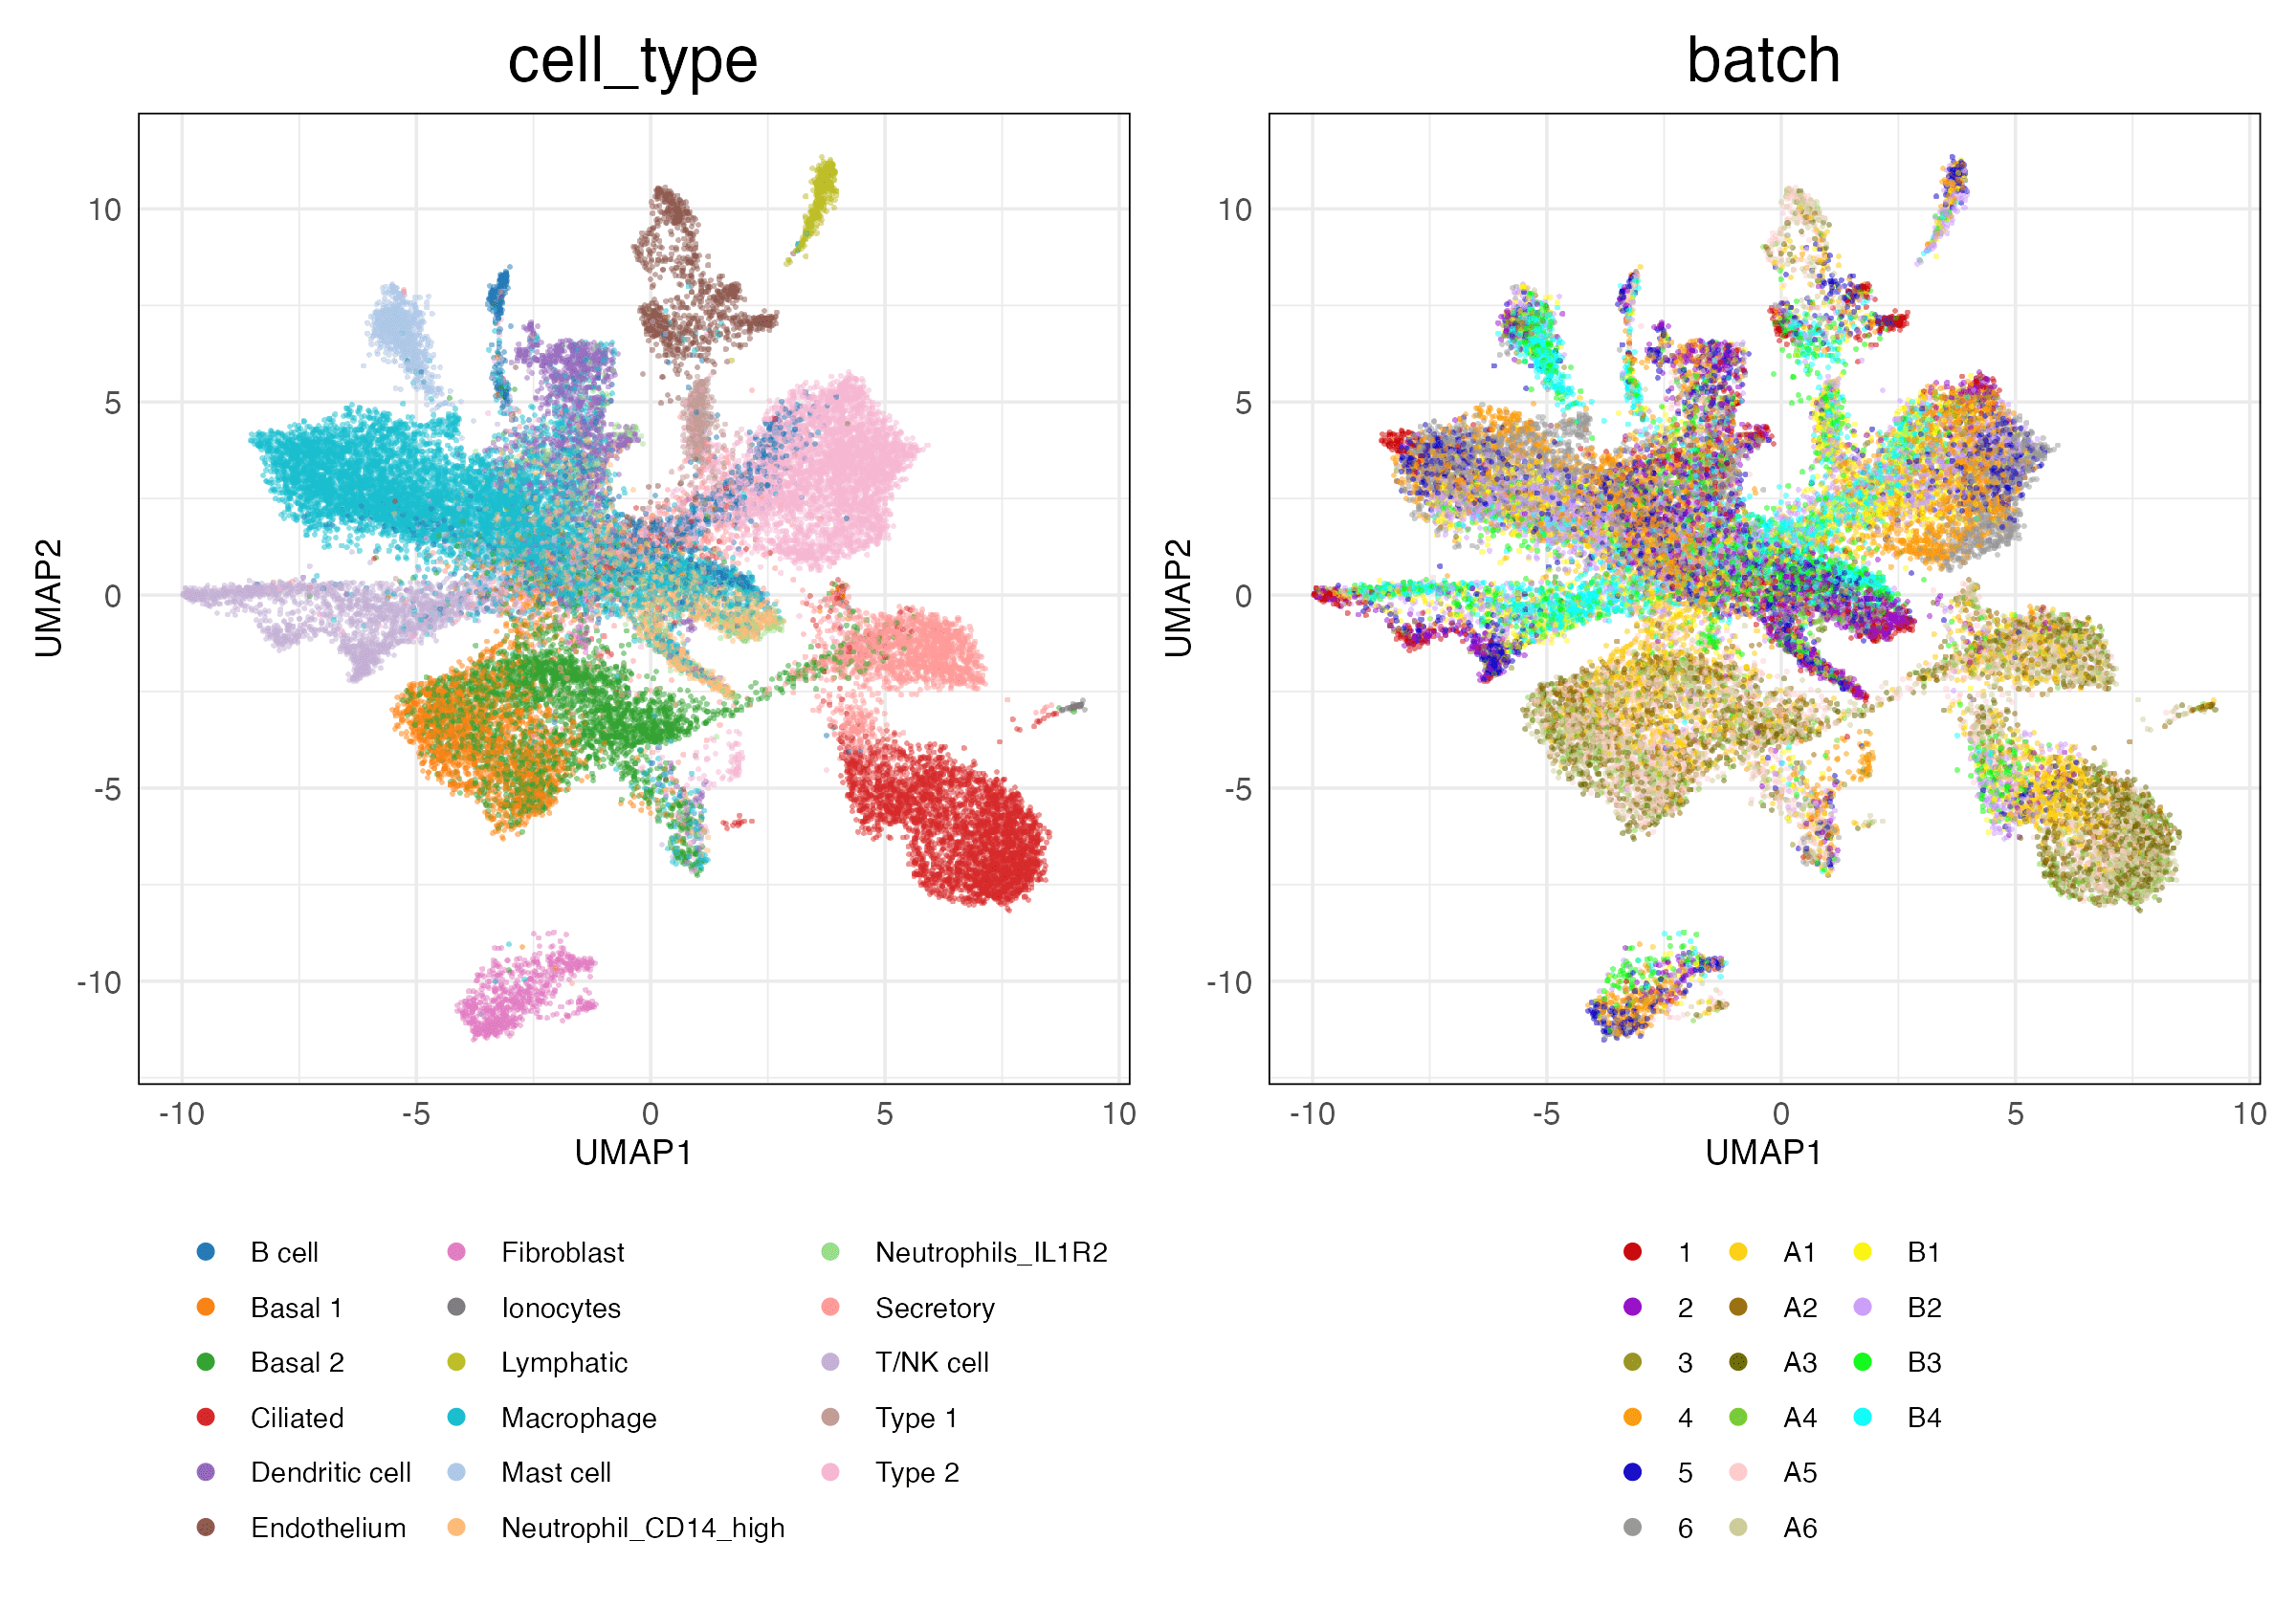 cell_type
batch
10
5
0
-5
-10
UMAP2
-10 -5 0 5 10
UMAP1
10
5
0
-5
-10
UMAP2
-10 -5 0 5 10
UMAP1
B cell Fibroblast Neutrophils_IL1R2
Basal 1 Ionocytes Secretory
Basal 2 Lymphatic T/NK cell
Ciliated Macrophage Type 1
Dendritic cell Mast cell Type 2
Endothelium Neutrophil_CD14_high
1 A1 B1
2 A2 B2
3 A3 B3
4 A4 B4
5 A5
6 A6